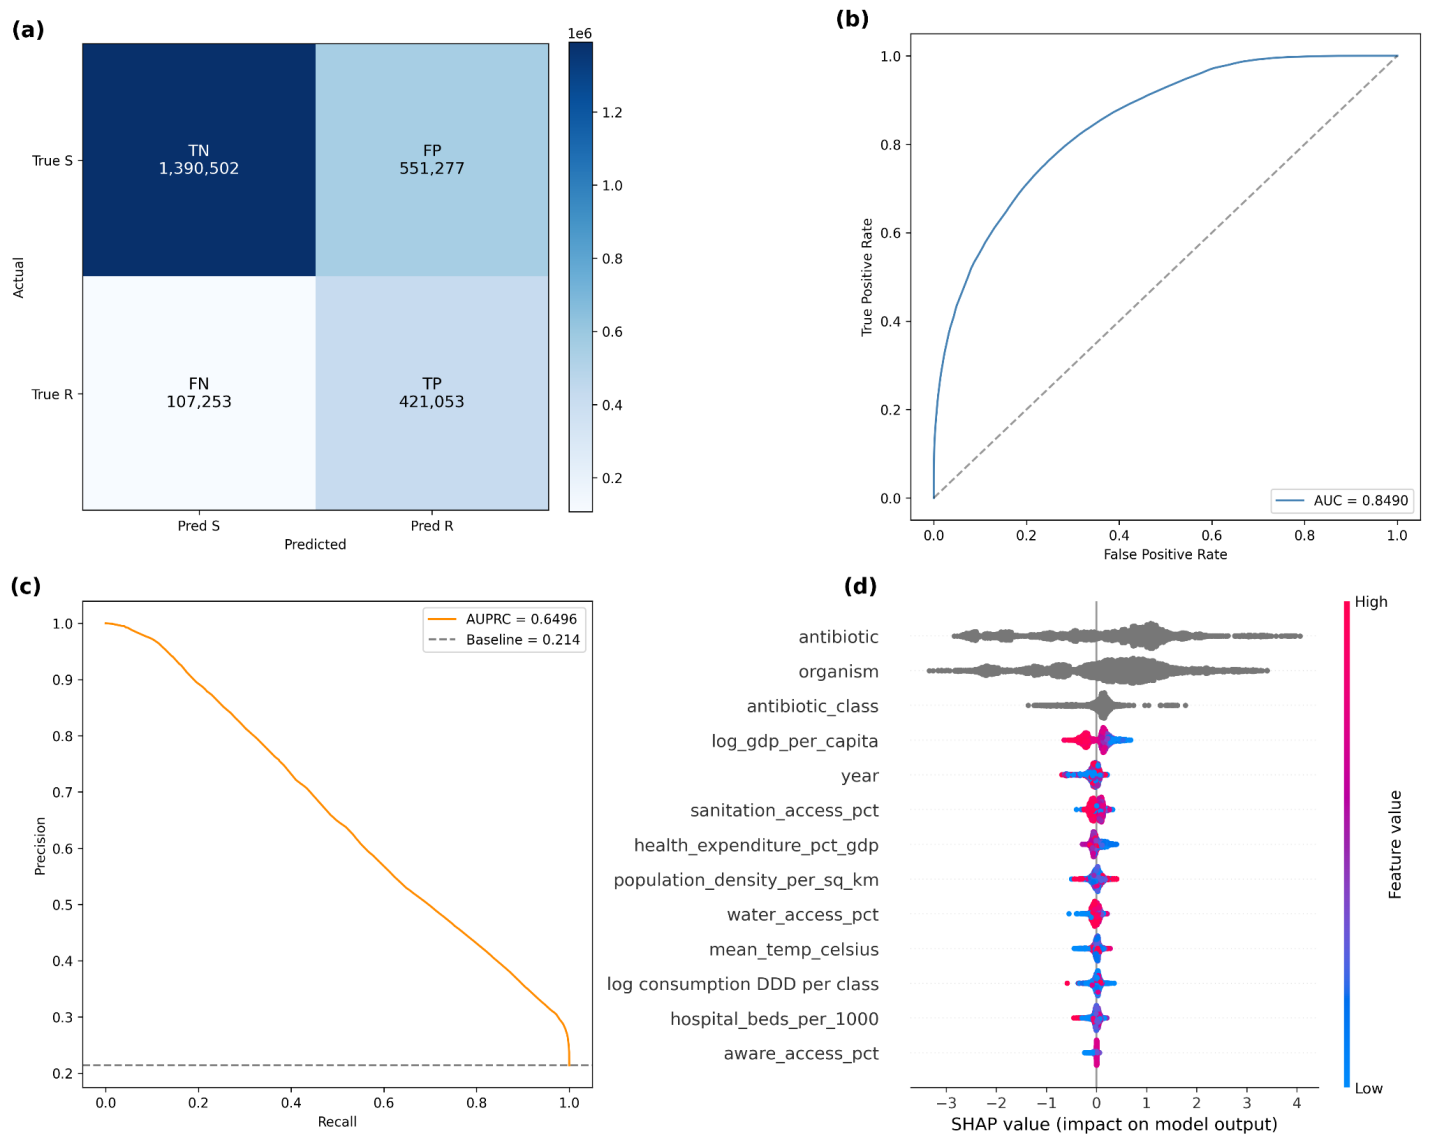 (a)
1e6
TN
1,390,502
FP
551,277
FN
107,253
TP
421,053
True S
True R
Actual
Pred S
Pred R
Predicted
1.2
1.0
0.8
0.6
0.4
0.2
(b)
1.0
0.8
0.6
0.4
0.2
0.0
True Positive Rate
AUC = 0.8490
0.0
0.2
0.4
0.6
0.8
1.0
False Positive Rate
(c)
AUPRC = 0.6496
Baseline = 0.214
1.0
0.9
0.8
0.7
0.6
0.5
0.4
0.3
0.2
Precision
0.0
0.2
0.4
0.6
0.8
1.0
Recall
(d)
antibiotic
organism
antibiotic_class
log_gdp_per_capita
year
sanitation_access_pct
health_expenditure_pct_gdp
population_density_per_sq_km
water_access_pct
mean_temp_celsius
log consumption DDD per class
hospital_beds_per_1000
aware_access_pct
−3
−2
−1
0
1
2
3
4
SHAP value (impact on model output)
High
Feature value
Low